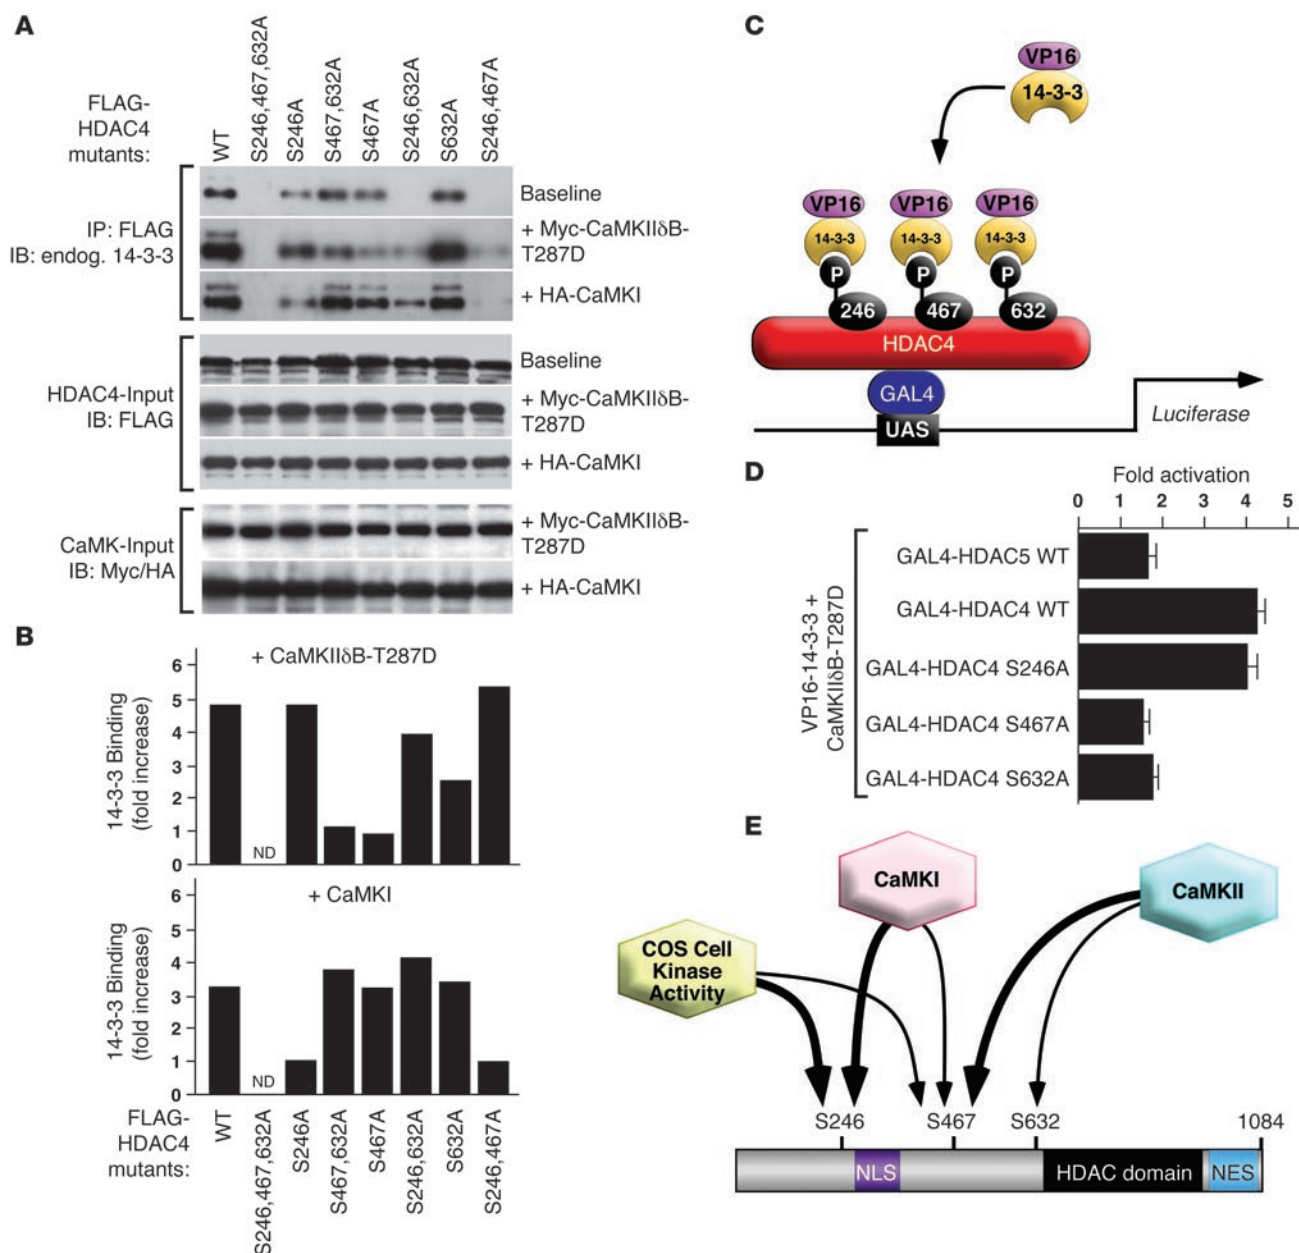 A
FLAG-
HDAC4
mutants:
WT
S246,467,632A
S246A
S467,632A
S467A
S246,632A
S632A
S246,467A
IP: FLAG
IB: endog. 14-3-3
Baseline
+ Myc-CaMKIIδB-
T287D
+ HA-CaMKI
HDAC4-Input
IB: FLAG
Baseline
+ Myc-CaMKIIδB-
T287D
+ HA-CaMKI
CaMK-Input
IB: Myc/HA
+ Myc-CaMKIIδB-
T287D
+ HA-CaMKI
B
+ CaMKIIδB-T287D
14-3-3 Binding
(fold increase)
6
5
4
3
2
1
0
ND
+ CaMKI
14-3-3 Binding
(fold increase)
6
5
4
3
2
1
0
ND
FLAG-
HDAC4
mutants:
WT
S246,467,632A
S246A
S467,632A
S467A
S246,632A
S632A
S246,467A
C
VP16
14-3-3
VP16 VP16 VP16
14-3-3 14-3-3 14-3-3
P P P
246 467 632
HDAC4
GAL4
UAS
Luciferase
D
Fold activation
0 1 2 3 4 5
VP16-14-3-3 +
CaMKIIδB-T287D
GAL4-HDAC5 WT
GAL4-HDAC4 WT
GAL4-HDAC4 S246A
GAL4-HDAC4 S467A
GAL4-HDAC4 S632A
E
CaMKI
CaMKII
COS Cell
Kinase
Activity
S246 S467 S632 1084
NLS HDAC domain NES